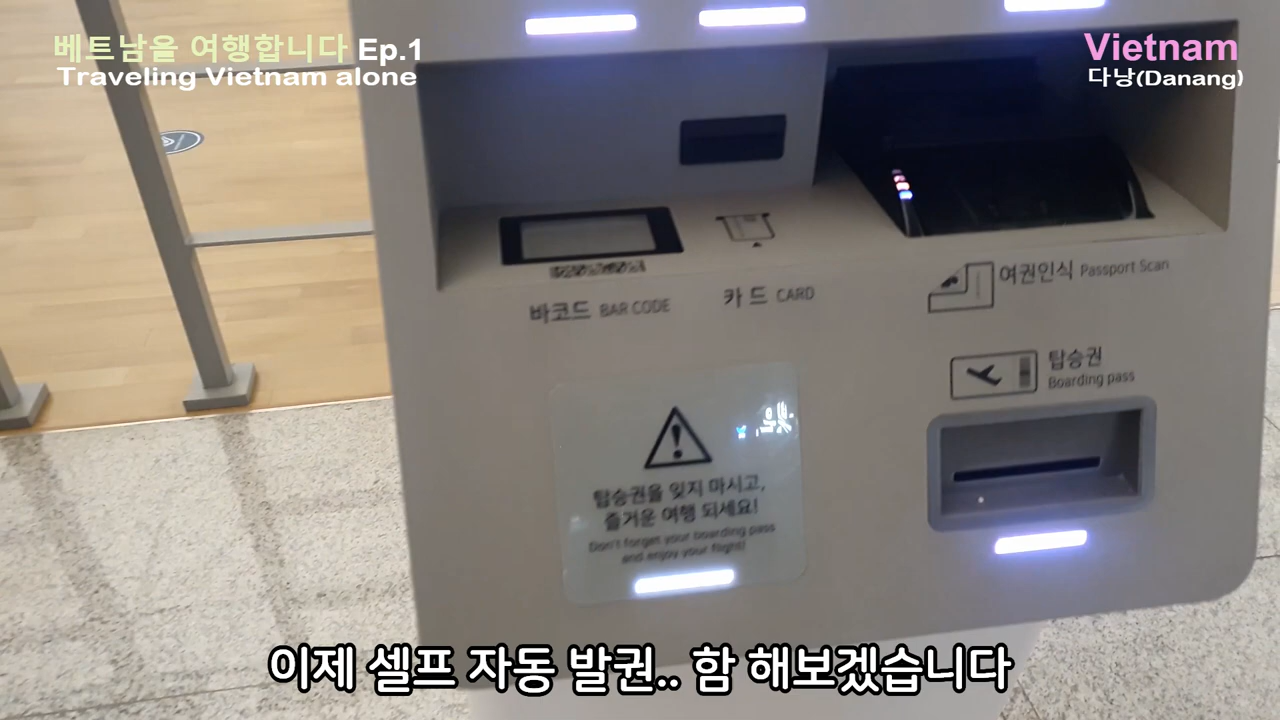 베트남을 여행합니다 Ep.1
Traveling Vietnam alone
Vietnam
다낭(Danang)
바코드 BAR CODE
카드 CARD
여권인식 Passport Scan
탑승권
Boarding pass
탑승권을 잊지 마시고,
즐거운 여행 되세요!
Don't forget your boarding pass
and enjoy your flight!
이제 셀프 자동 발권.. 함 해보겠습니다